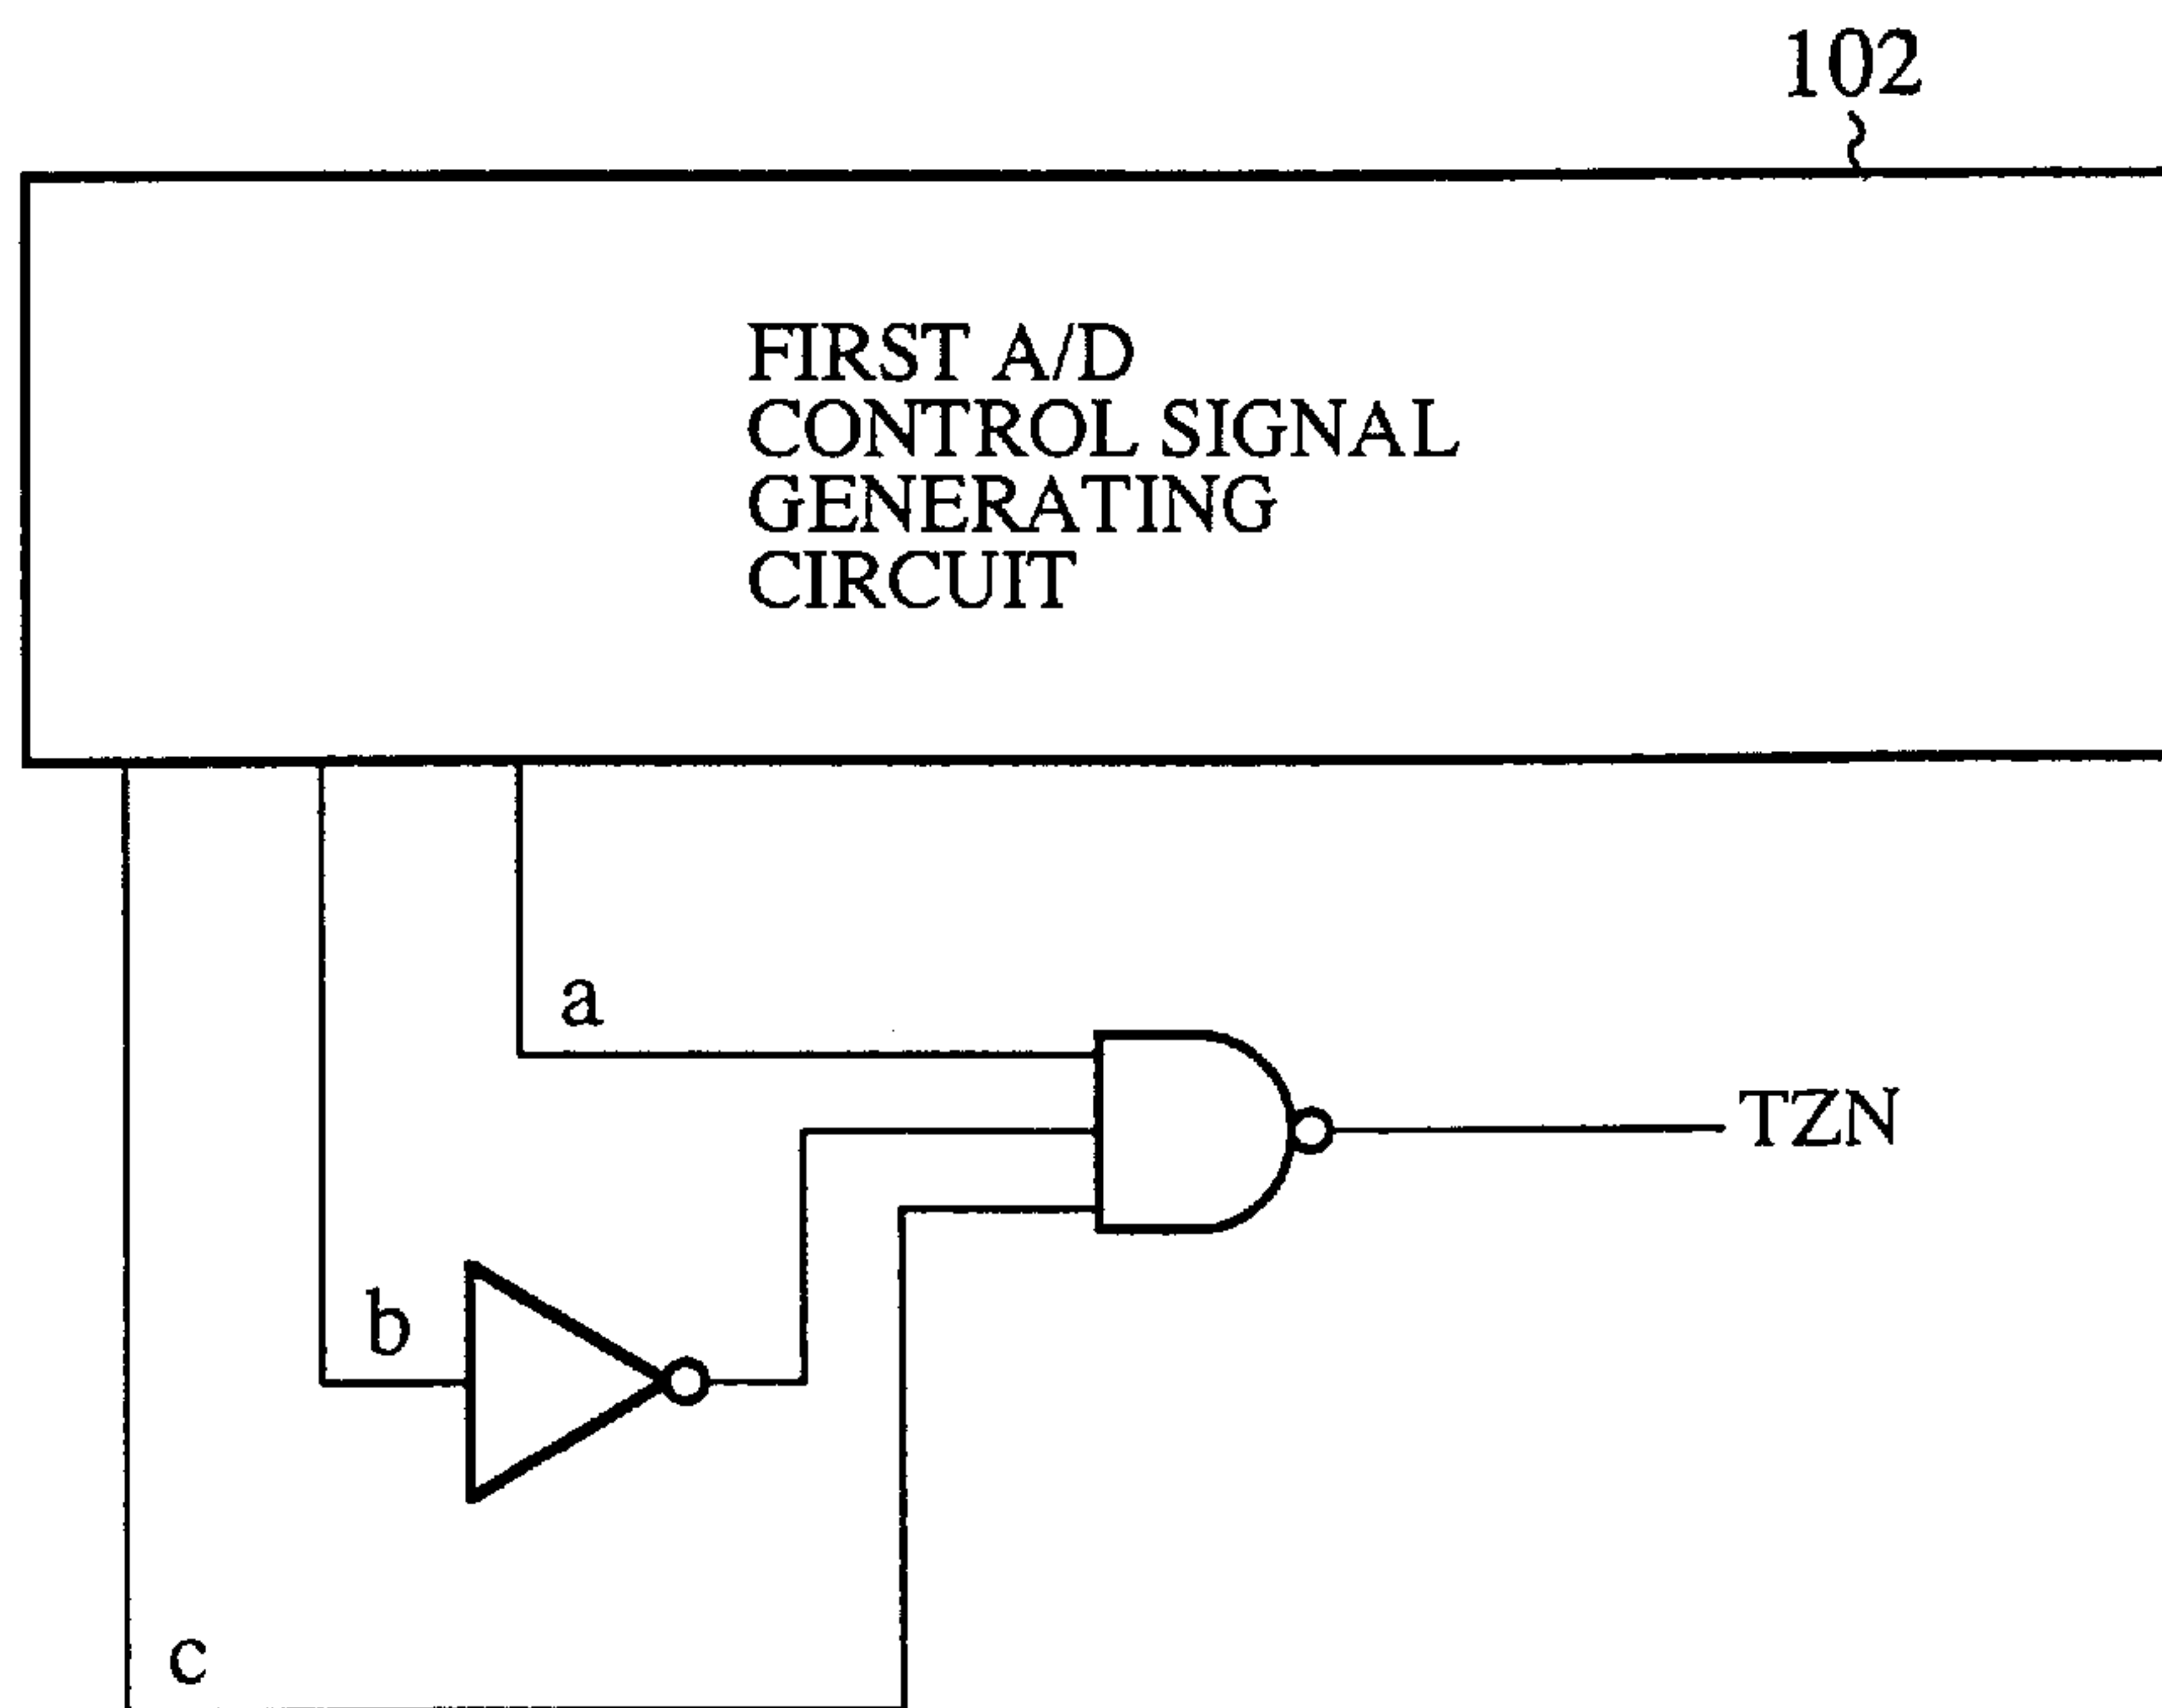 102
FIRST A/D
CONTROL SIGNAL
GENERATING
CIRCUIT
a
TZN
b
c